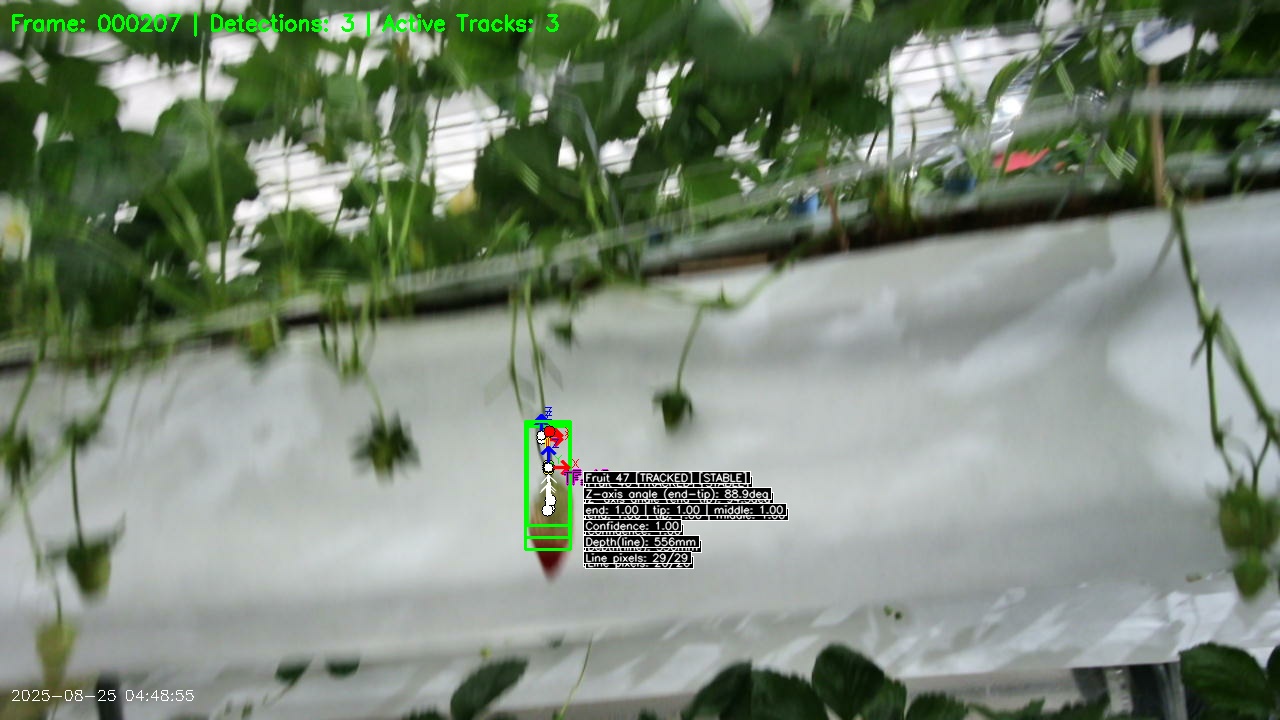 Frame: 000207 | Detections: 3 | Active Tracks: 3
Fruit 47 [TRACKED] [STABLE]
Z-axis angle (end-tip): 88.9deg
end: 1.00 | tip: 1.00 | middle: 1.00
Confidence: 1.00
Depth(line): 556mm
Line pixels: 29/29
2025-08-25 04:48:55